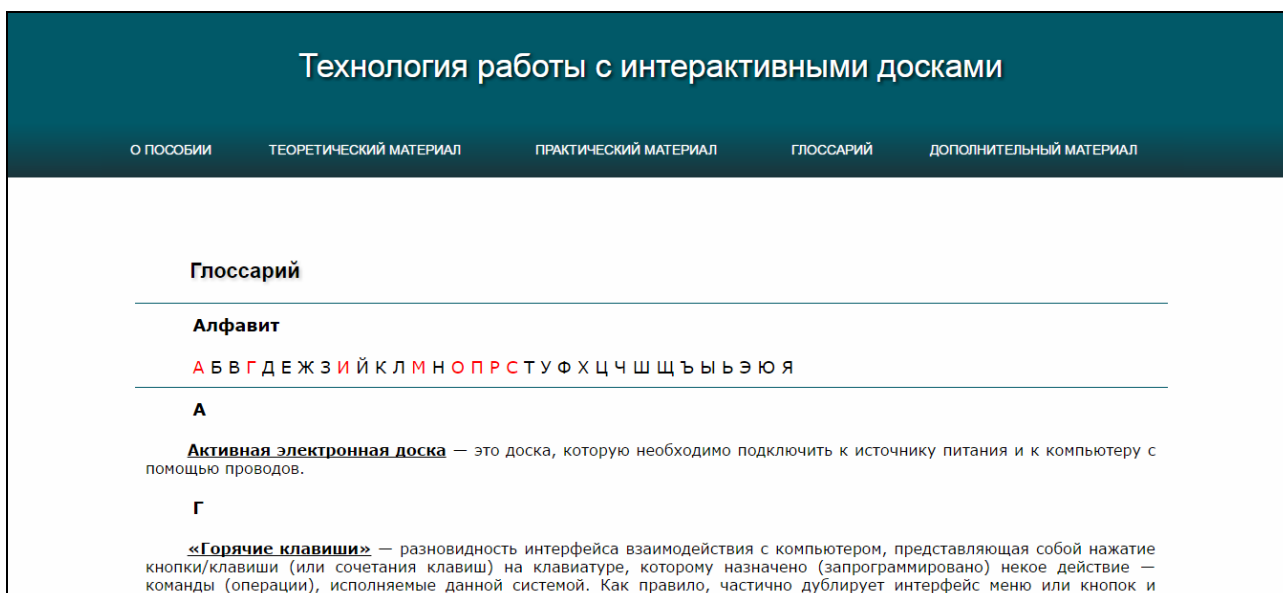 Технология работы с интерактивными досками
О ПОСОБИИ ТЕОРЕТИЧЕСКИЙ МАТЕРИАЛ ПРАКТИЧЕСКИЙ МАТЕРИАЛ ГЛОССАРИЙ ДОПОЛНИТЕЛЬНЫЙ МАТЕРИАЛ
Глоссарий
Алфавит
А Б В Г Д Е Ж З И Й К Л М Н О П Р С Т У Ф Х Ц Ч Ш Щ Ъ Ы Ь Э Ю Я
А
Активная электронная доска — это доска, которую необходимо подключить к источнику питания и к компьютеру с
помощью проводов.
Г
«Горячие клавиши» — разновидность интерфейса взаимодействия с компьютером, представляющая собой нажатие
кнопки/клавиши (или сочетания клавиш) на клавиатуре, которому назначено (запрограммировано) некое действие —
команды (операции), исполняемые данной системой. Как правило, частично дублирует интерфейс меню или кнопок и